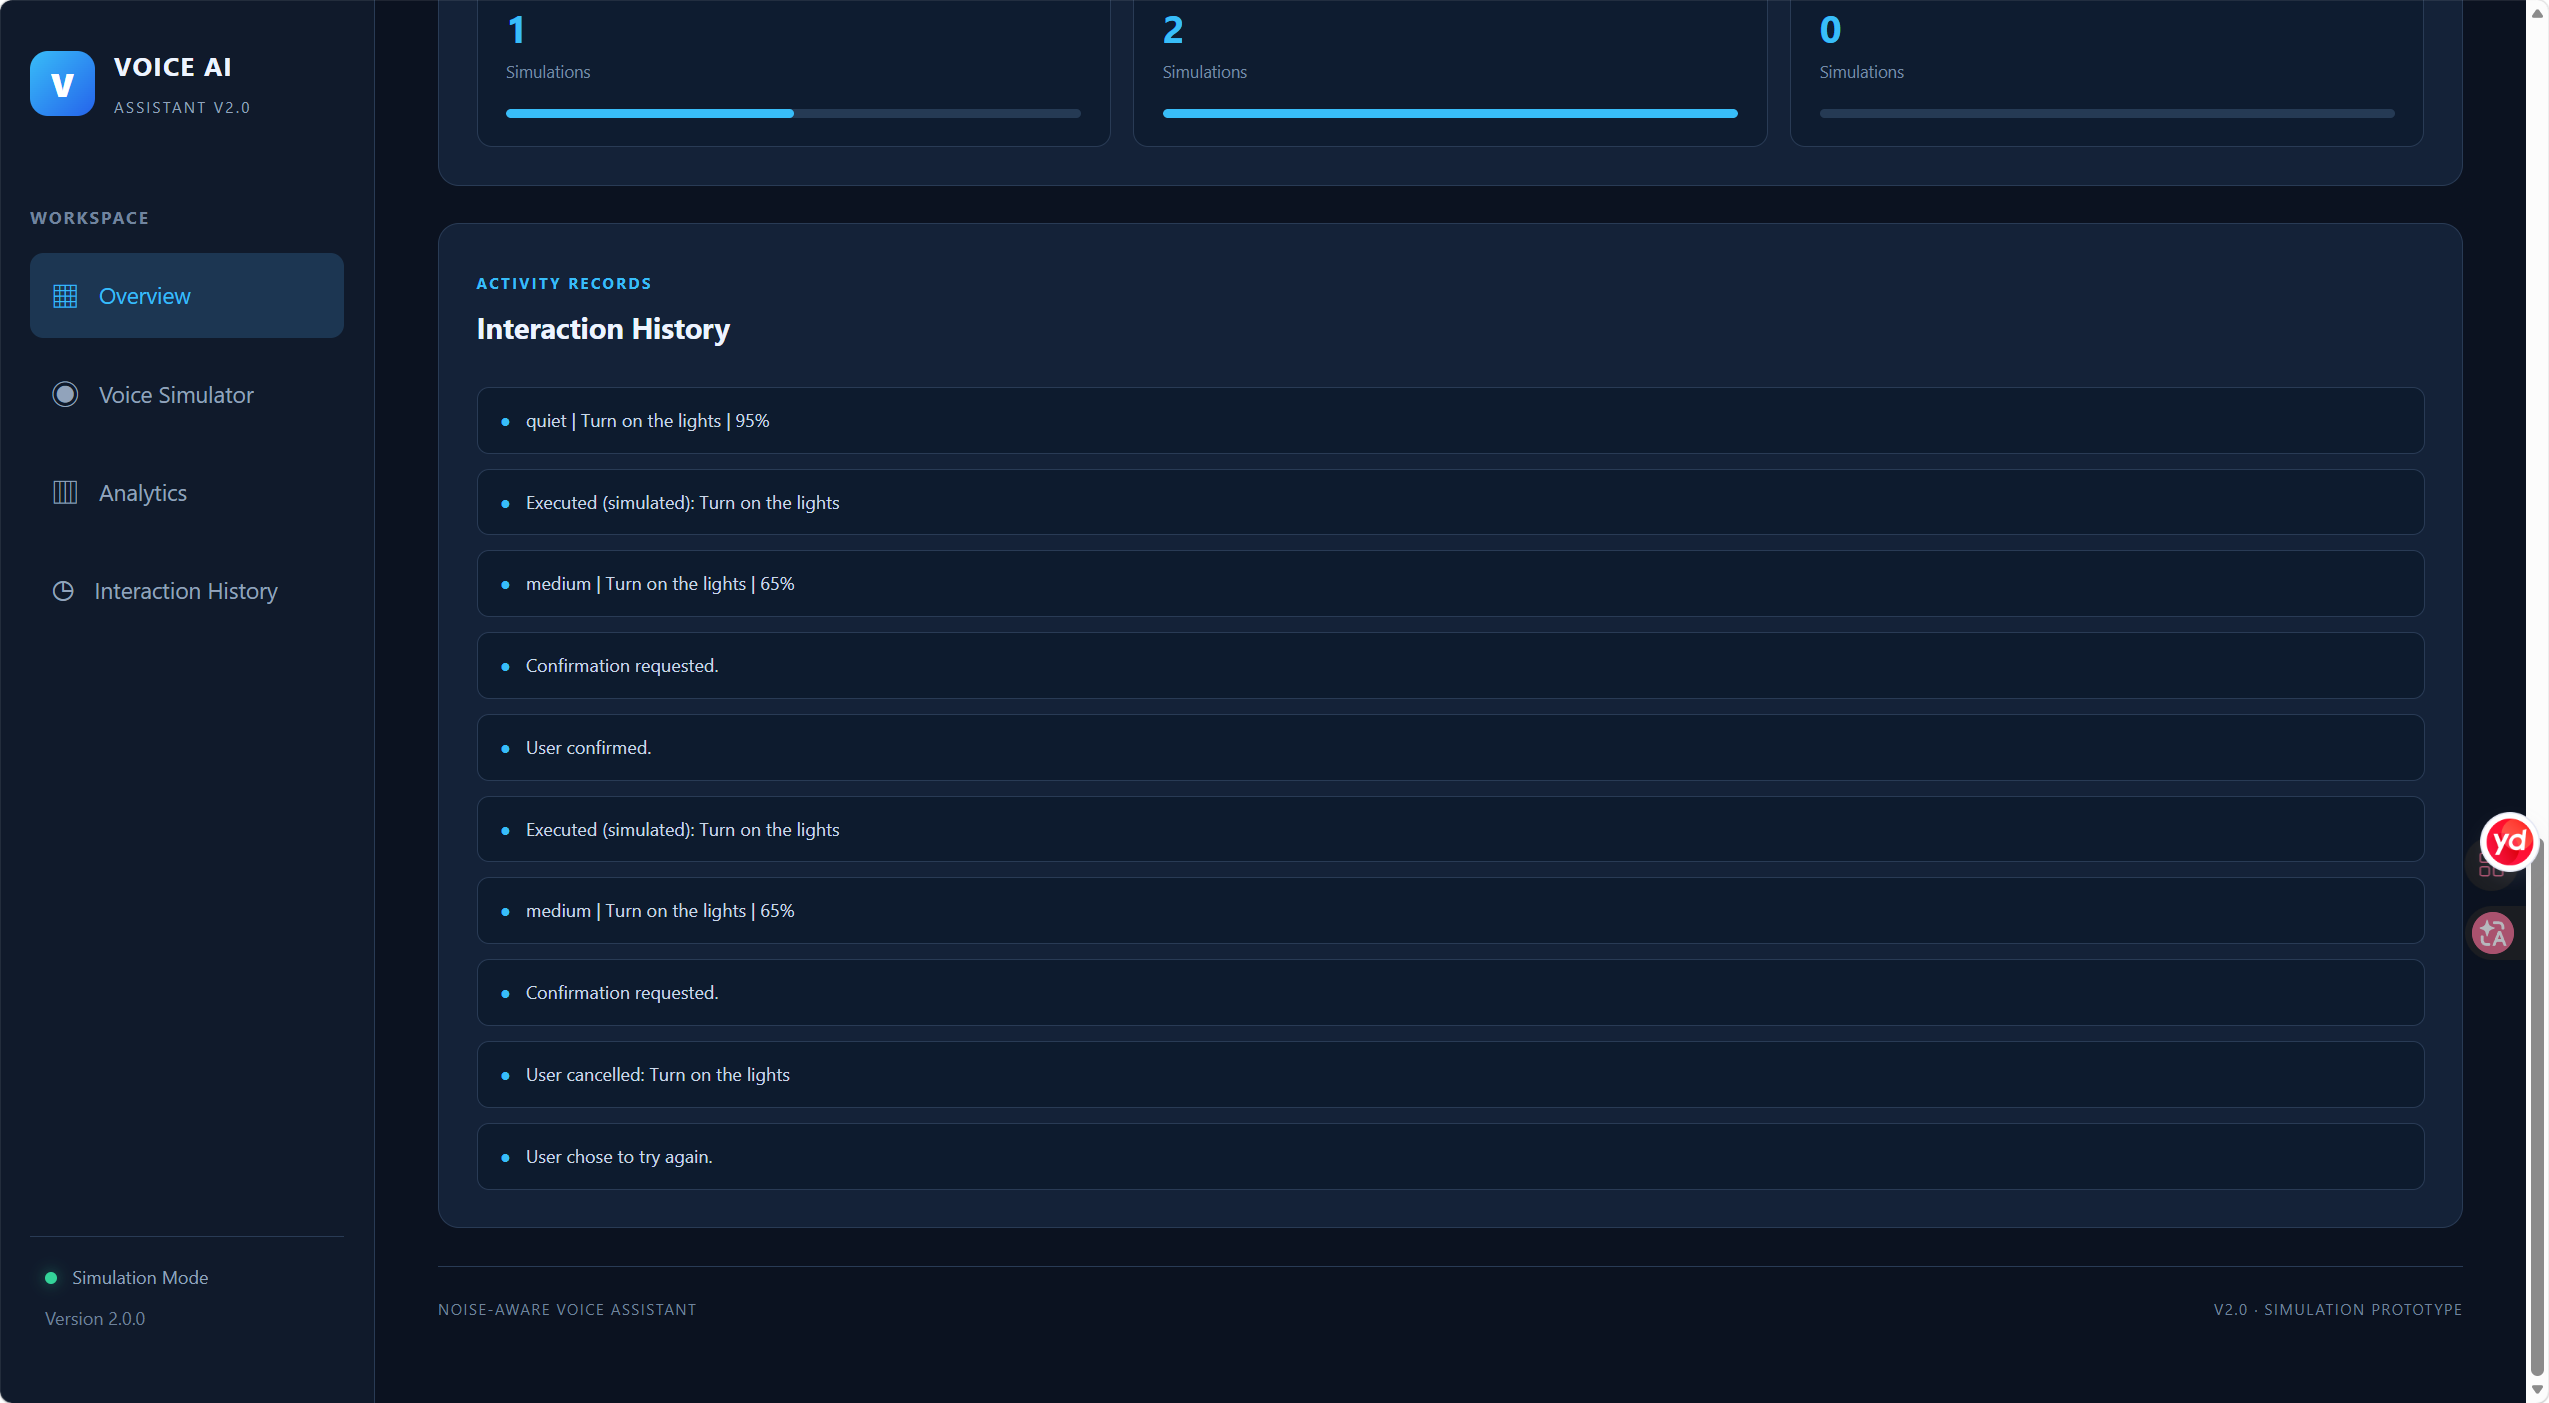 V
VOICE AI
ASSISTANT V2.0
WORKSPACE
Overview
Voice Simulator
Analytics
Interaction History
Simulation Mode
Version 2.0.0
1
Simulations
2
Simulations
0
Simulations
ACTIVITY RECORDS
Interaction History
quiet | Turn on the lights | 95%
Executed (simulated): Turn on the lights
medium | Turn on the lights | 65%
Confirmation requested.
User confirmed.
Executed (simulated): Turn on the lights
medium | Turn on the lights | 65%
Confirmation requested.
User cancelled: Turn on the lights
User chose to try again.
NOISE-AWARE VOICE ASSISTANT
V2.0 · SIMULATION PROTOTYPE
yd
A